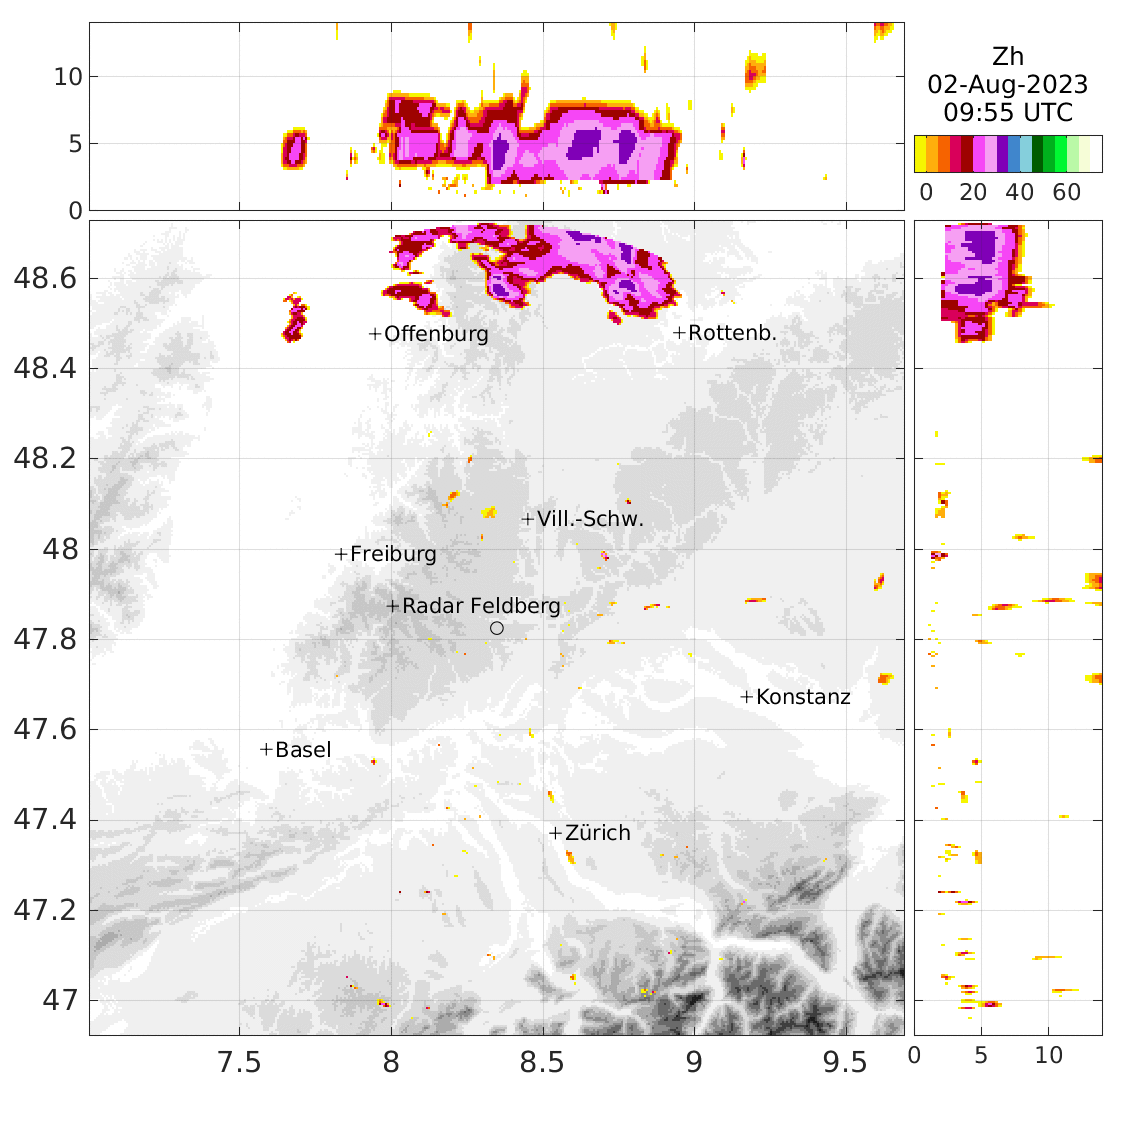 Zh
02-Aug-2023
09:55 UTC
0 20 40 60
10
5
0
48.6
48.4
48.2
48
47.8
47.6
47.4
47.2
47
+Offenburg
+Rottenb.
+Vill.-Schw.
+Freiburg
+Radar Feldberg
+Konstanz
+Basel
+Zürich
7.5 8 8.5 9 9.5
0 5 10